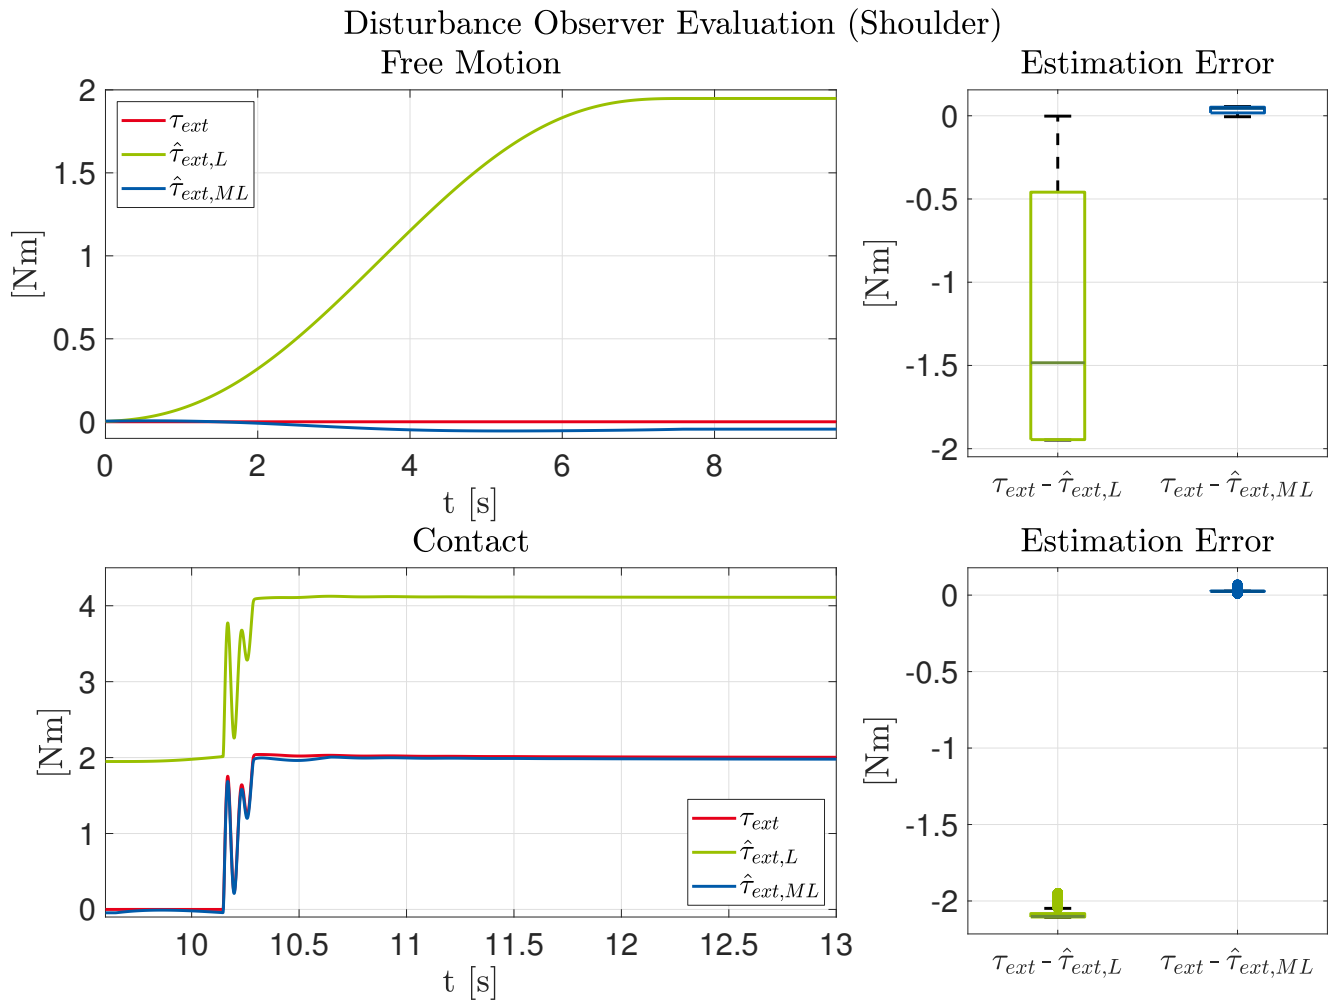 Disturbance Observer Evaluation (Shoulder)
Free Motion
[Nm]
2
1.5
1
0.5
0
τ_ext
τ̂_ext,L
τ̂_ext,ML
0 2 4 6 8
t [s]
Estimation Error
[Nm]
0
-0.5
-1
-1.5
-2
τ_ext - τ̂_ext,L τ_ext - τ̂_ext,ML
Contact
[Nm]
4
3
2
1
0
τ_ext
τ̂_ext,L
τ̂_ext,ML
10 10.5 11 11.5 12 12.5 13
t [s]
Estimation Error
[Nm]
0
-0.5
-1
-1.5
-2
τ_ext - τ̂_ext,L τ_ext - τ̂_ext,ML